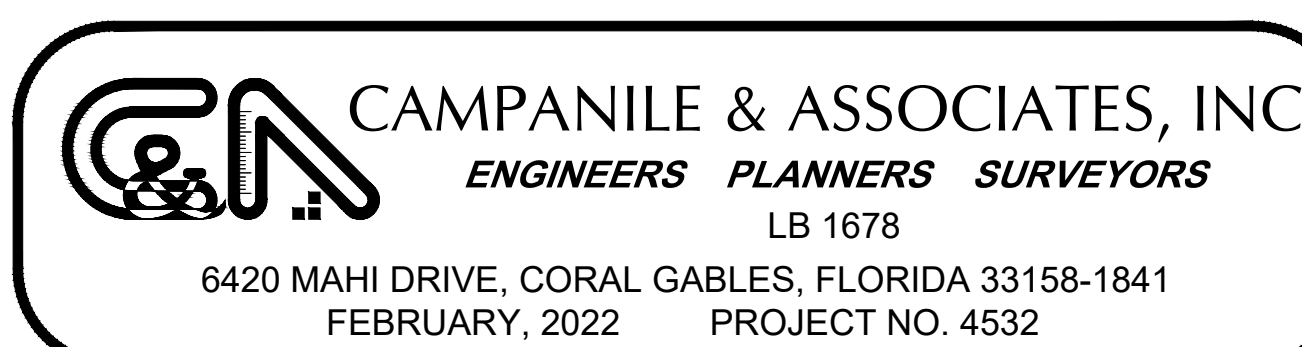 C&A
CAMPANILE & ASSOCIATES, INC
ENGINEERS PLANNERS SURVEYORS
LB 1678
6420 MAHI DRIVE, CORAL GABLES, FLORIDA 33158-1841
FEBRUARY, 2022 PROJECT NO. 4532